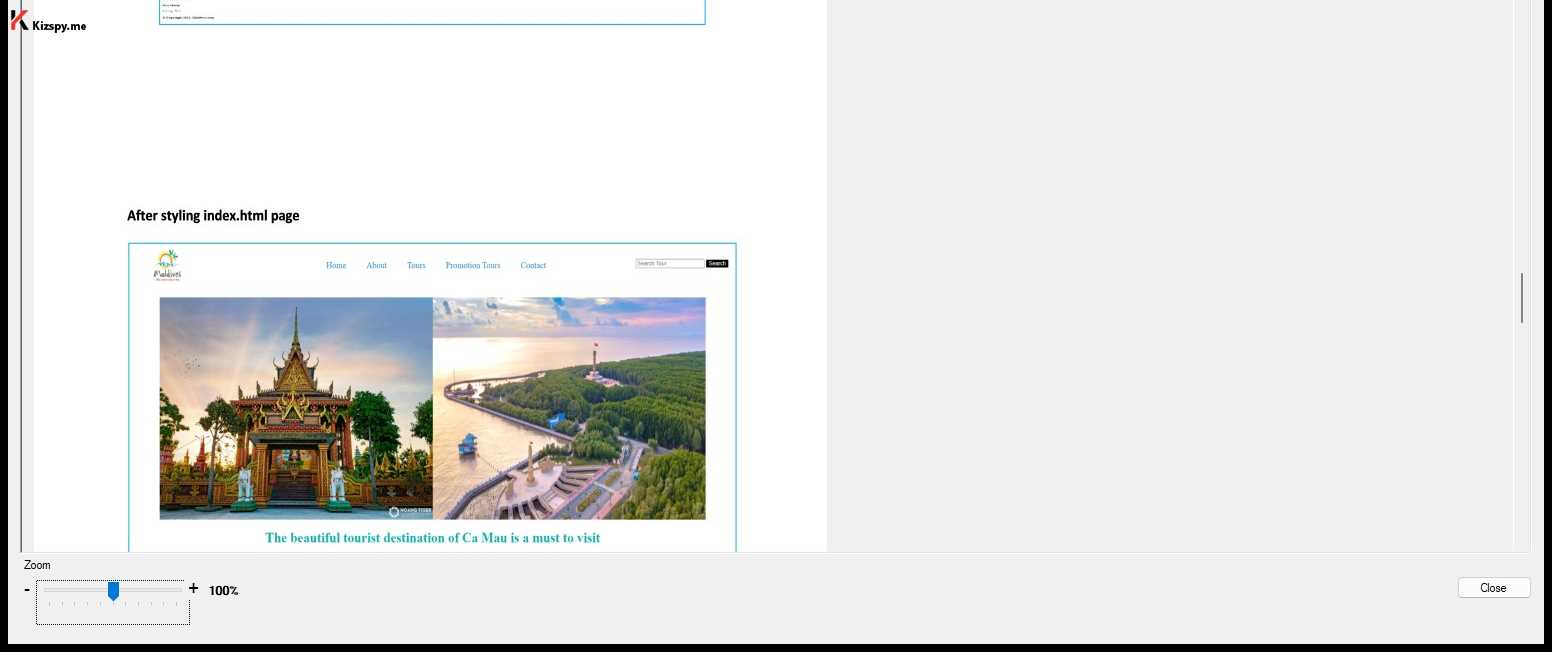 Kizspy.me
After styling index.html page
Maldives
Home About Tours Promotion Tours Contact
Search Tour Search
The beautiful tourist destination of Ca Mau is a must to visit
Zoom
- + 100%
Close